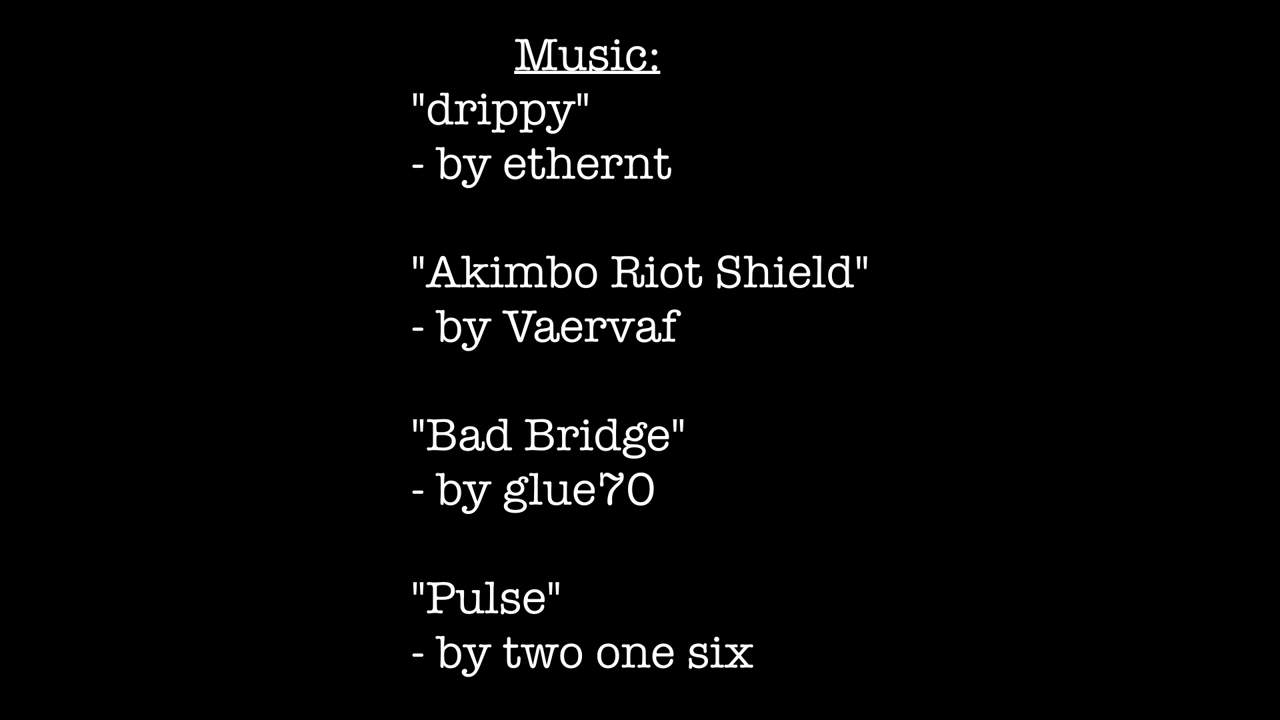 Music:
"drippy"
- by ethernt
"Akimbo Riot Shield"
- by Vaervaf
"Bad Bridge"
- by glue70
"Pulse"
- by two one six